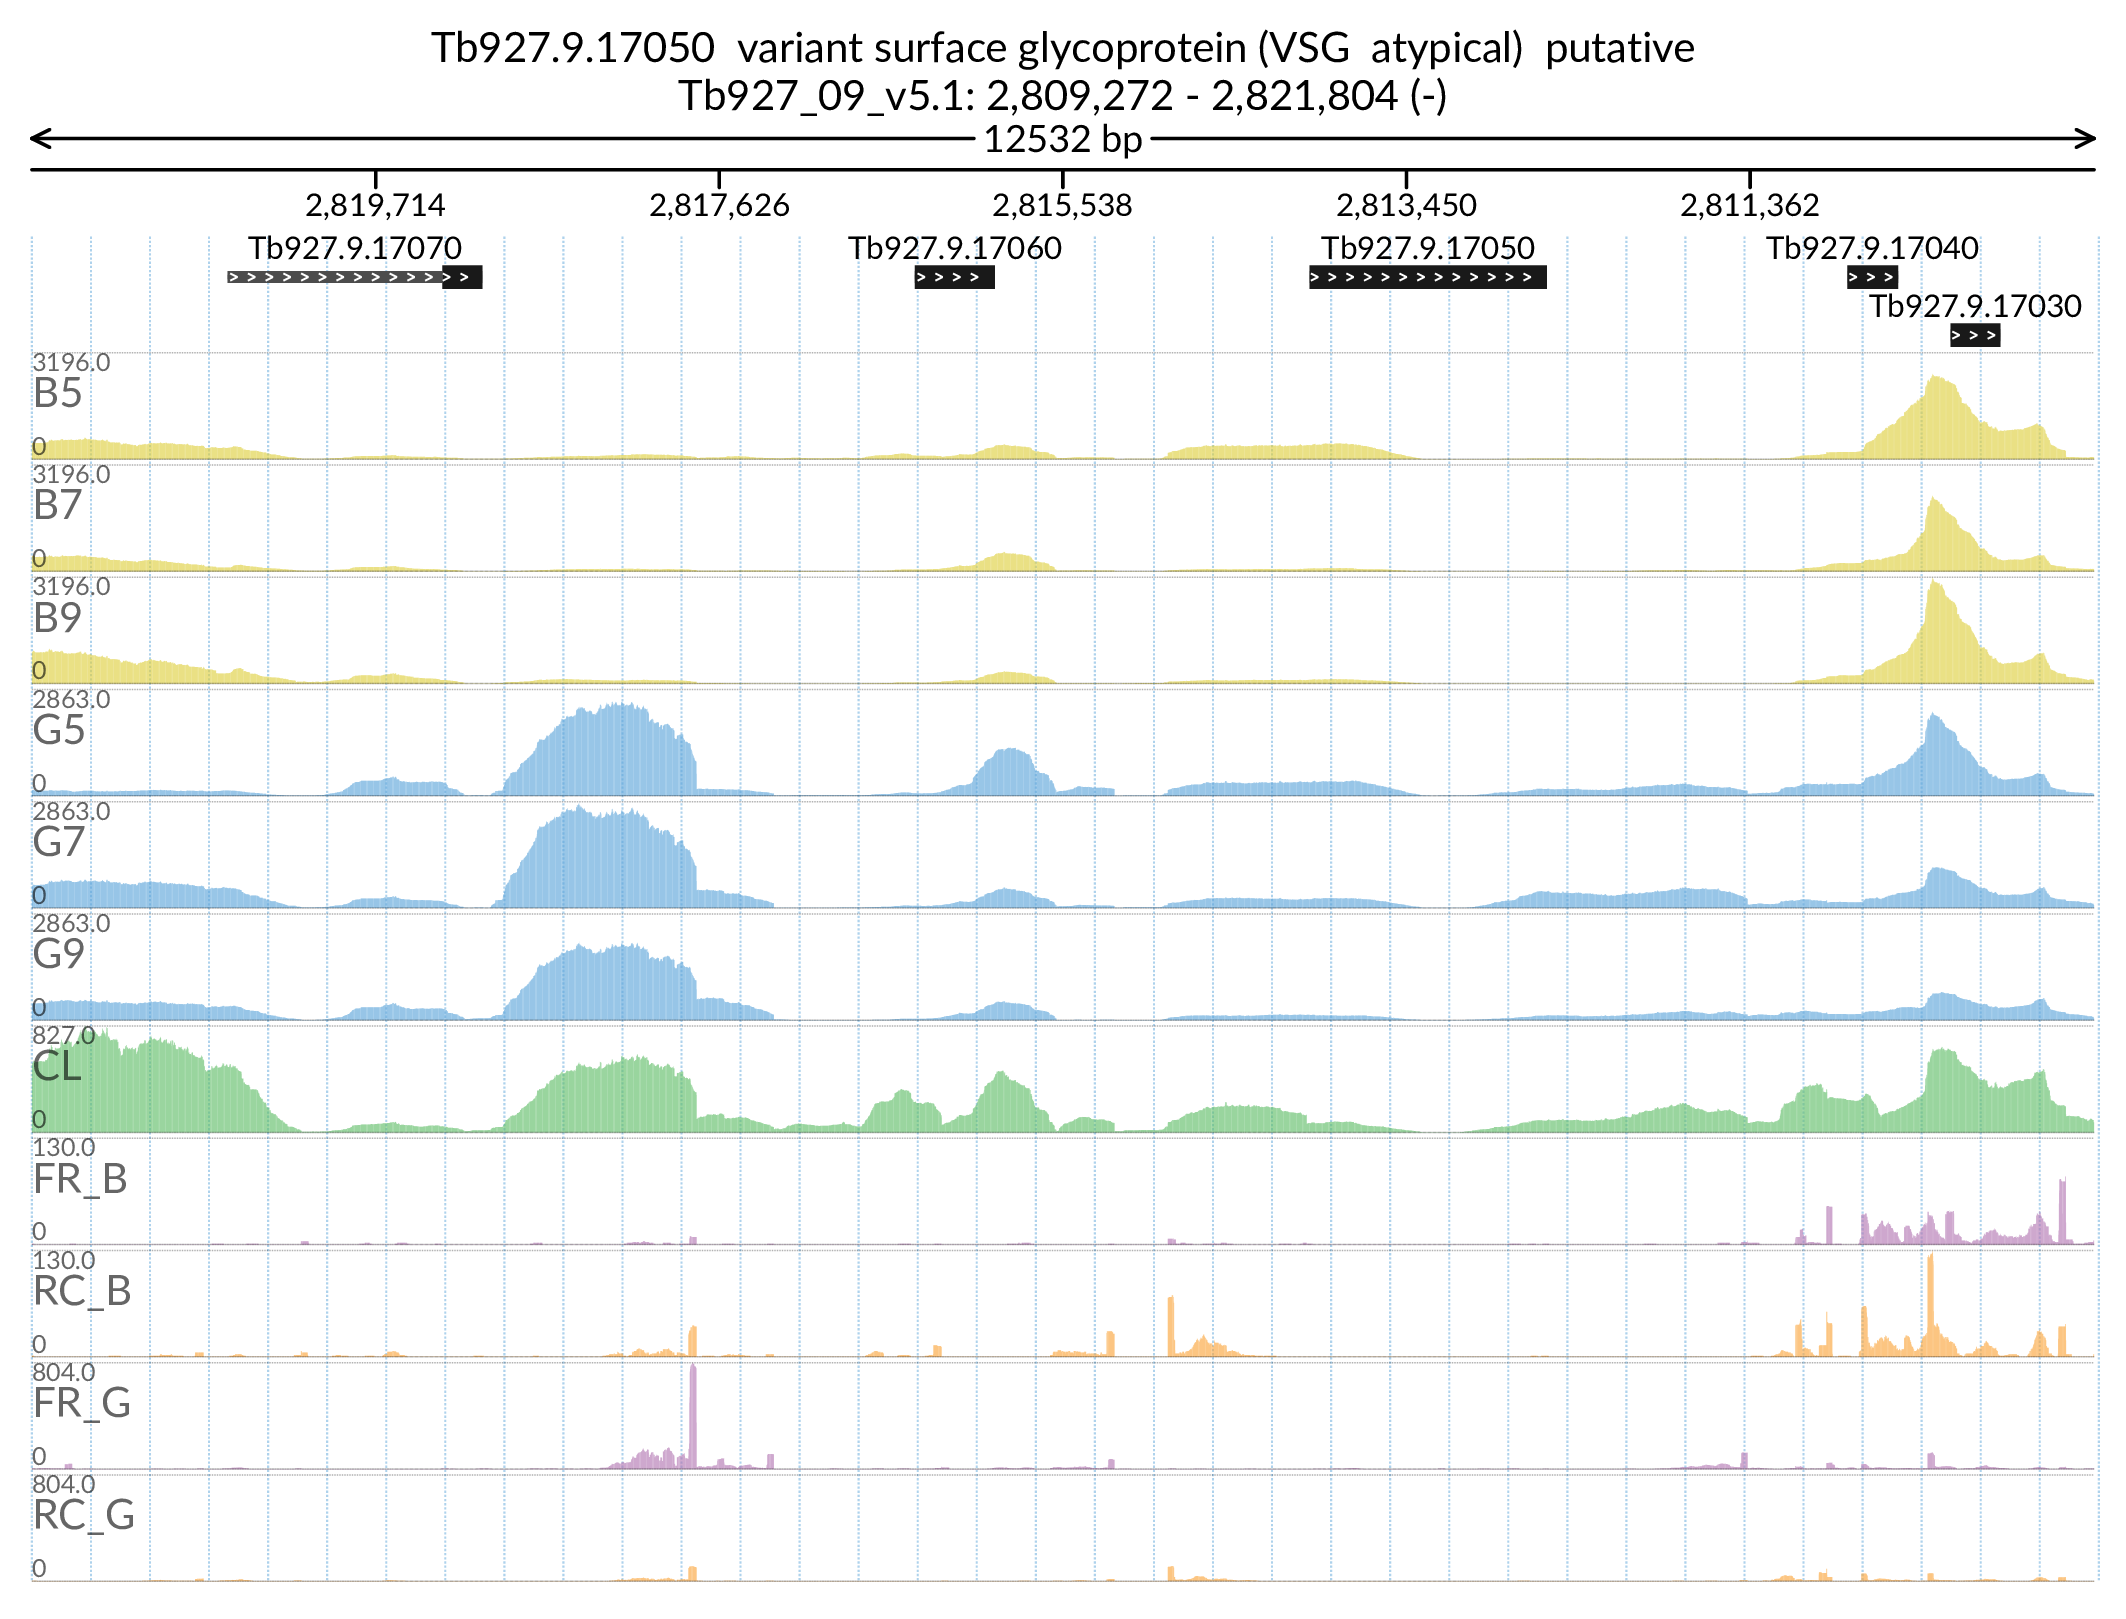 Tb927.9.17050  variant surface glycoprotein (VSG  atypical)  putative
Tb927_09_v5.1: 2,809,272 - 2,821,804 (-)
12532 bp
2,819,714 2,817,626 2,815,538 2,813,450 2,811,362
Tb927.9.17070 Tb927.9.17060 Tb927.9.17050 Tb927.9.17040
Tb927.9.17030
3196.0
B5
0
3196.0
B7
0
3196.0
B9
0
2863.0
G5
0
2863.0
G7
0
2863.0
G9
0
827.0
CL
0
130.0
FR_B
0
130.0
RC_B
0
804.0
FR_G
0
804.0
RC_G
0